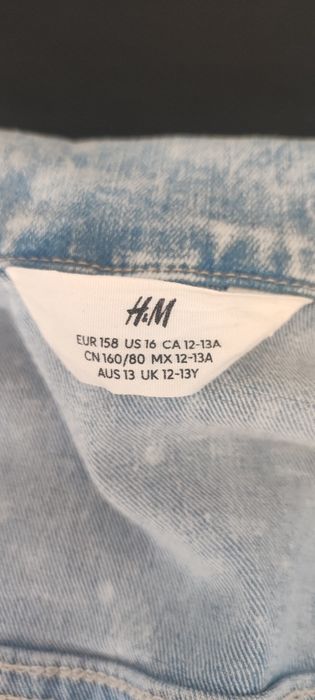 H&M
EUR 158 US 16 CA 12-13A
CN 160/80 MX 12-13A
AUS 13 UK 12-13Y